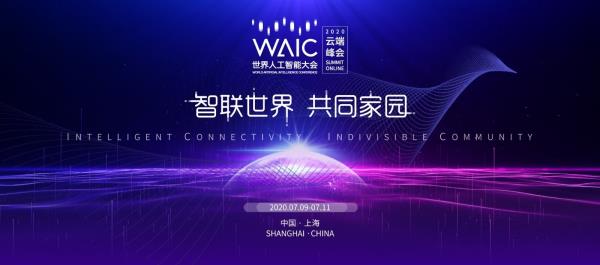 WAIC
世界人工智能大会
WORLD ARTIFICIAL INTELLIGENCE CONFERENCE
2020
云端
峰会
SUMMIT
ONLINE
智联世界 共同家园
INTELLIGENT CONNECTIVITY INDIVISIBLE COMMUNITY
2020.07.09-07.11
中国·上海
SHANGHAI·CHINA